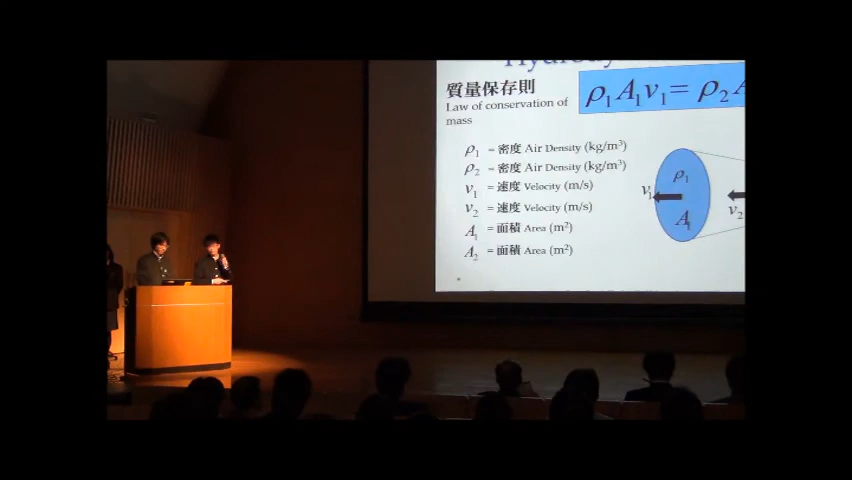 質量保存則
Law of conservation of
mass
ρ₁A₁v₁ = ρ₂A
ρ₁ = 密度 Air Density (kg/m³)
ρ₂ = 密度 Air Density (kg/m³)
v₁ = 速度 Velocity (m/s)
v₂ = 速度 Velocity (m/s)
A₁ = 面積 Area (m²)
A₂ = 面積 Area (m²)
ρ₁
v₁
v₂
A₁